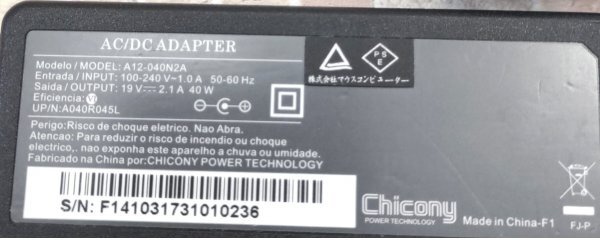 AC/DC ADAPTER
Modelo / MODEL: A12-040N2A
Entrada / INPUT: 100-240 V~1.0 A 50-60 Hz
Saida / OUTPUT: 19 V⎓ 2.1 A 40 W
Eficiencia: VI
UP/N:A040R045L
P S E
株式会社マウスコンピューター
Perigo:Risco de choque eletrico. Nao Abra.
Atencao: Para reduzir o risco de incendio ou choque
electrico,. nao exponha este aparelho a chuva ou umidade.
Fabricado na China por:CHICONY POWER TECHNOLOGY
S/N: F141031731010236
Chicony
POWER TECHNOLOGY
Made in China-F1
FJ-P